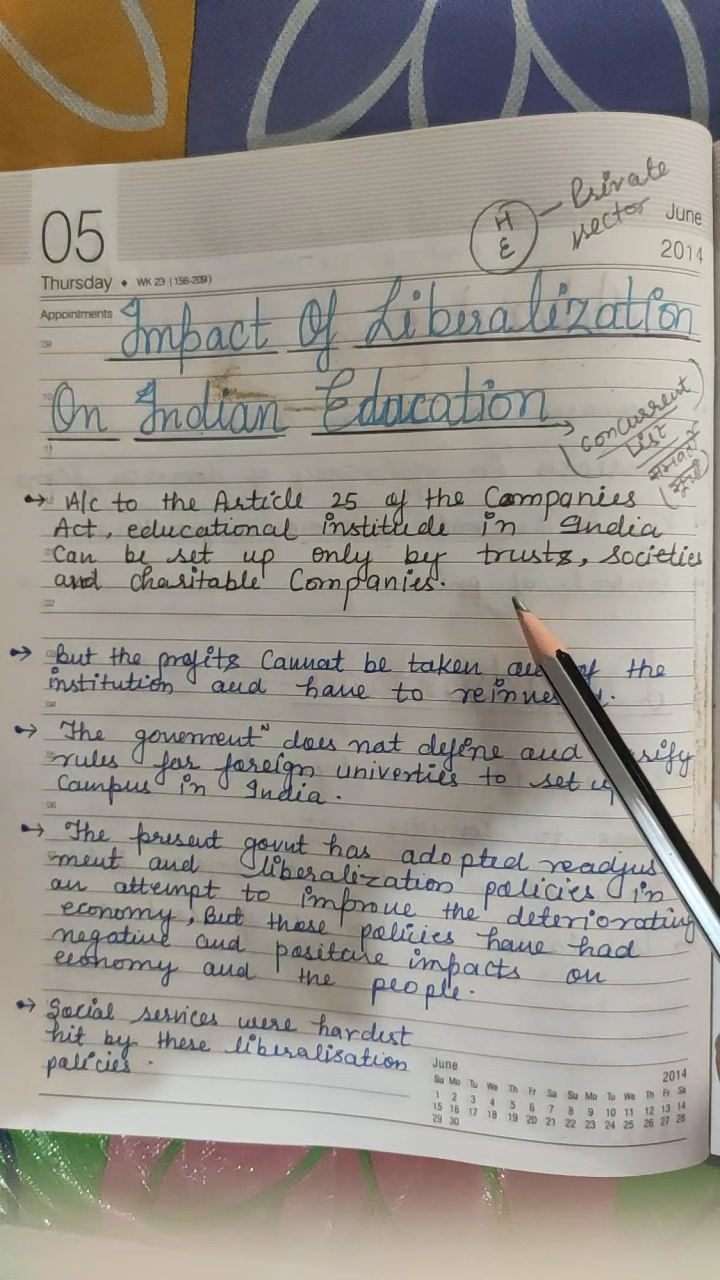 05
Thursday • WK 23 (156-209)
H
E
– Private
sector
June
2014
Appointments
Impact Of Liberalization
On Indian Education
concurrent
List
→ A/c to the Article 25 of the Companies
Act, educational institude in India
Can be set up only by trusts, societies
and charitable Companies.
→ But the profits Cannot be taken of the
institution and have to
→ The government does not define and
rules for foreign univerties to set up
Campus in India.
→ The present govnt has adopted readjus
ment and liberalization policies in
an attempt to improve the deteriorating
economy, But these policies have had
negative and positive impacts on
economy and the people.
→ Social services were hardest
hit by these liberalisation
policies.
June 2014
Su Mo Tu We Th Fr Sa Su Mo Tu We Th Fr Sa
1 2 3 4 5 6 7 8 9 10 11 12 13 14
15 16 17 18 19 20 21 22 23 24 25 26 27 28
29 30